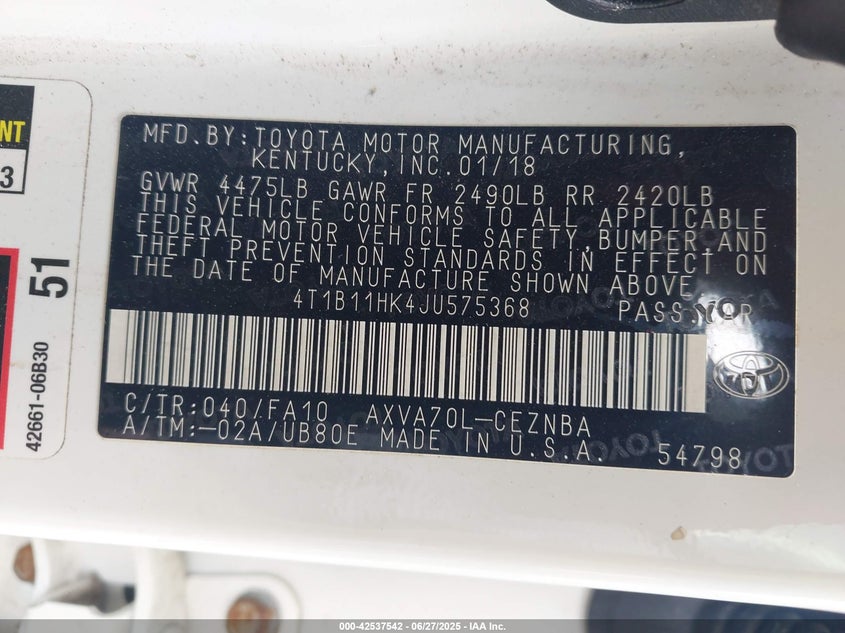 NT
3
51
42661-06B30
MFD.BY:TOYOTA MOTOR MANUFACTURING,
KENTUCKY,INC.01/18
GVWR 4475LB GAWR FR 2490LB RR 2420LB
THIS VEHICLE CONFORMS TO ALL APPLICABLE
FEDERAL MOTOR VEHICLE SAFETY,BUMPER AND
THEFT PREVENTION STANDARDS IN EFFECT ON
THE DATE OF MANUFACTURE SHOWN ABOVE.
4T1B11HK4JU575368 PASS CAR
C/TR:040/FA10 AXVA70L-CEZNBA
A/TM:-02A/UB80E MADE IN U.S.A. 54798
000-42537542 - 06/27/2025 - IAA Inc.